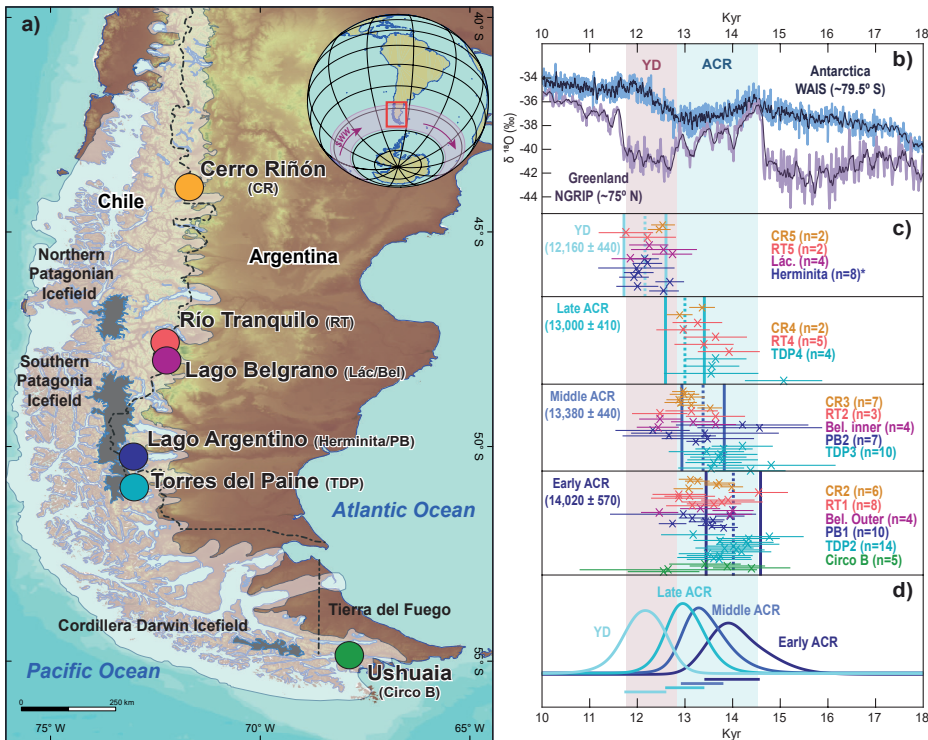 a)
40° S
45° S
50° S
55° S
SWW
Cerro Riñón
(CR)
Chile
Argentina
Northern
Patagonian
Icefield
Río Tranquilo (RT)
Lago Belgrano (Lác/Bel)
Southern
Patagonia
Icefield
Lago Argentino (Herminita/PB)
Torres del Paine (TDP)
Atlantic Ocean
Tierra del Fuego
Cordillera Darwin Icefield
Pacific Ocean
Ushuaia
(Circo B)
0 250 km
75° W 70° W 65° W
Kyr
10 11 12 13 14 15 16 17 18
YD ACR
b)
Antarctica
WAIS (~79.5° S)
-34
-36
-38
-40
-42
-44
δ 18O (‰)
Greenland
NGRIP (~75° N)
c)
YD
(12,160 ± 440)
CR5 (n=2)
RT5 (n=2)
Lác. (n=4)
Herminita (n=8)*
Late ACR
(13,000 ± 410)
CR4 (n=2)
RT4 (n=5)
TDP4 (n=4)
Middle ACR
(13,380 ± 440)
CR3 (n=7)
RT2 (n=3)
Bel. inner (n=4)
PB2 (n=7)
TDP3 (n=10)
Early ACR
(14,020 ± 570)
CR2 (n=6)
RT1 (n=8)
Bel. Outer (n=4)
PB1 (n=10)
TDP2 (n=14)
Circo B (n=5)
d)
Late ACR
Middle ACR
YD
Early ACR
10 11 12 13 14 15 16 17 18
Kyr